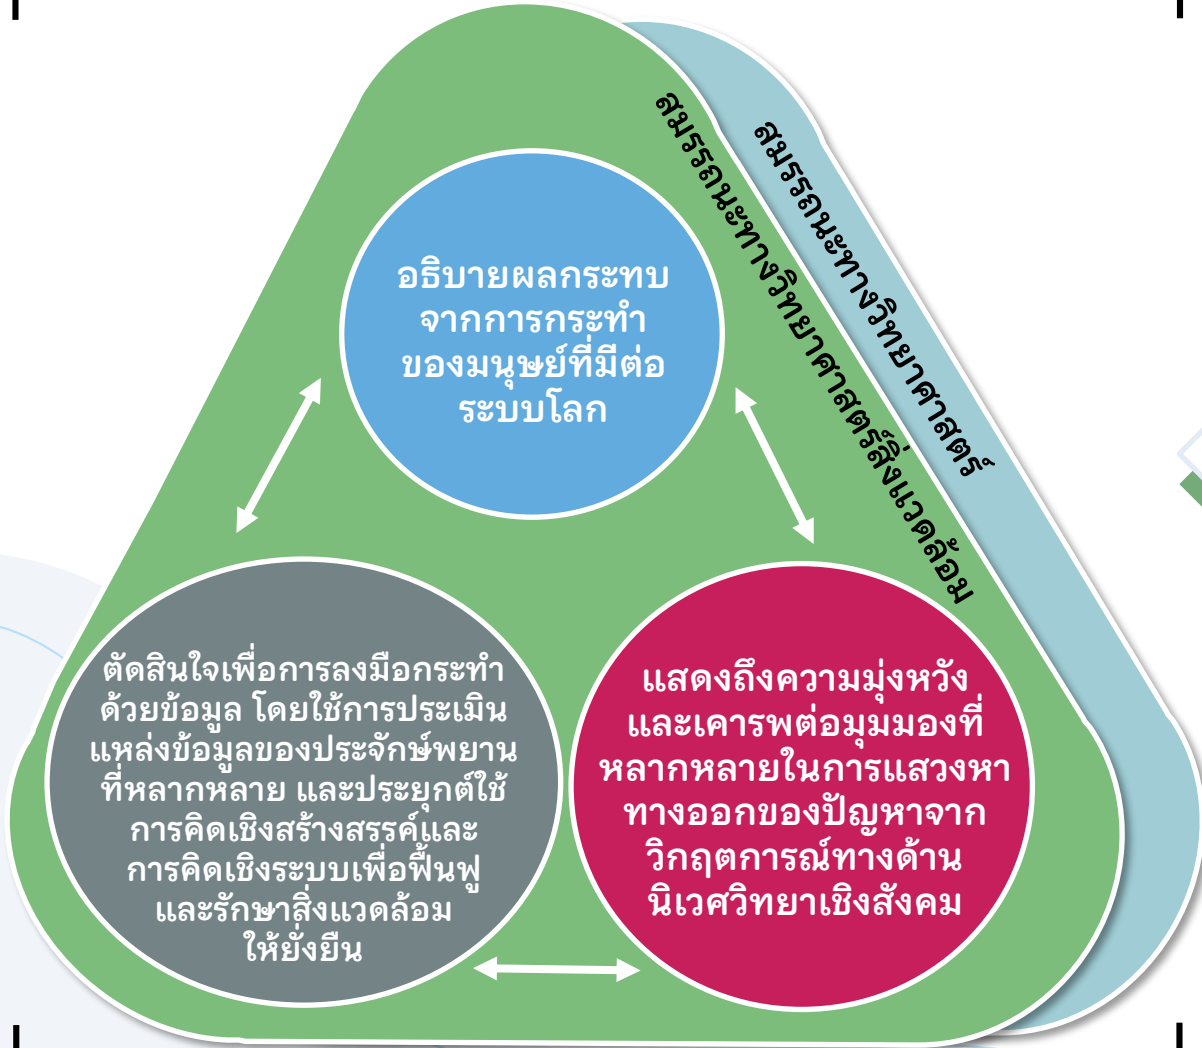 สมรรถนะทางวิทยาศาสตร์
สมรรถนะทางวิทยาศาสตร์สิ่งแวดล้อม
อธิบายผลกระทบ
จากการกระทำ
ของมนุษย์ที่มีต่อ
ระบบโลก
ตัดสินใจเพื่อการลงมือกระทำ
ด้วยข้อมูล โดยใช้การประเมิน
แหล่งข้อมูลของประจักษ์พยาน
ที่หลากหลาย และประยุกต์ใช้
การคิดเชิงสร้างสรรค์และ
การคิดเชิงระบบเพื่อฟื้นฟู
และรักษาสิ่งแวดล้อม
ให้ยั่งยืน
แสดงถึงความมุ่งหวัง
และเคารพต่อมุมมองที่
หลากหลายในการแสวงหา
ทางออกของปัญหาจาก
วิกฤตการณ์ทางด้าน
นิเวศวิทยาเชิงสังคม